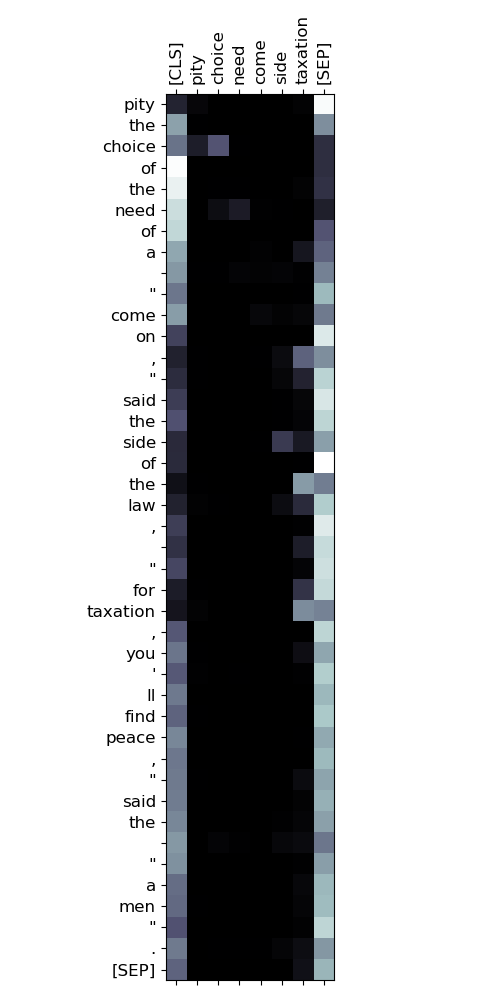 [CLS]
pity
choice
need
come
side
taxation
[SEP]
pity
the
choice
of
the
need
of
a
"
come
on
,
"
said
the
side
of
the
law
,
"
for
taxation
,
you
'
ll
find
peace
,
"
said
the
"
a
men
"
.
[SEP]